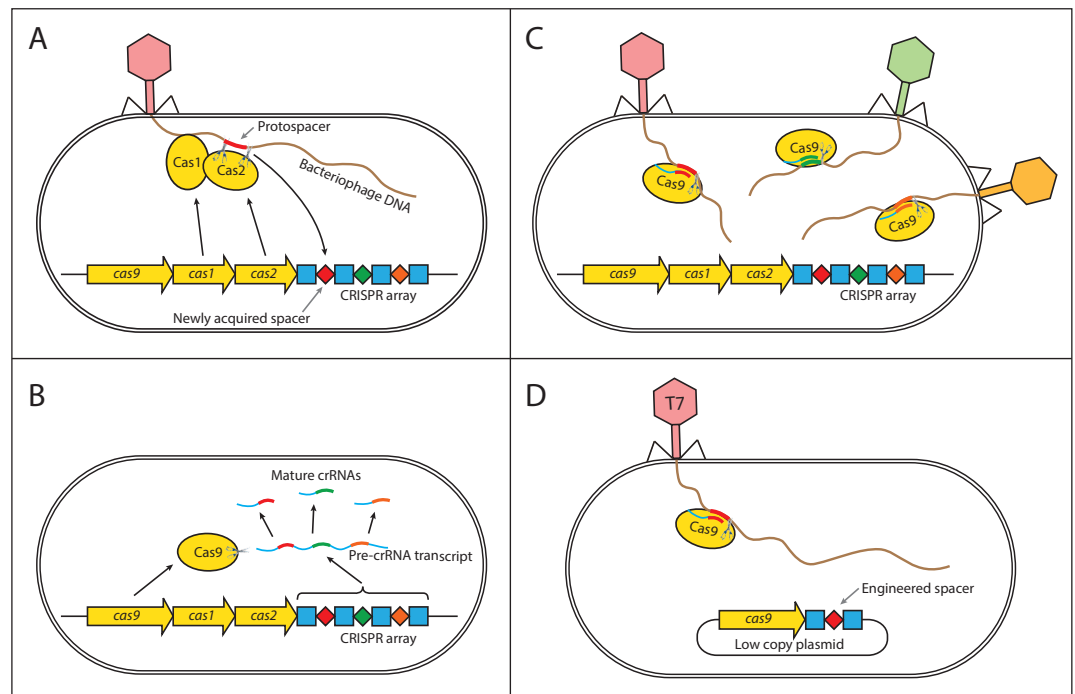 A
Protospacer
Cas1
Cas2
Bacteriophage DNA
cas9
cas1
cas2
CRISPR array
Newly acquired spacer
C
Cas9
Cas9
Cas9
cas9
cas1
cas2
CRISPR array
B
Mature crRNAs
Cas9
Pre-crRNA transcript
cas9
cas1
cas2
CRISPR array
D
T7
Cas9
Engineered spacer
cas9
Low copy plasmid